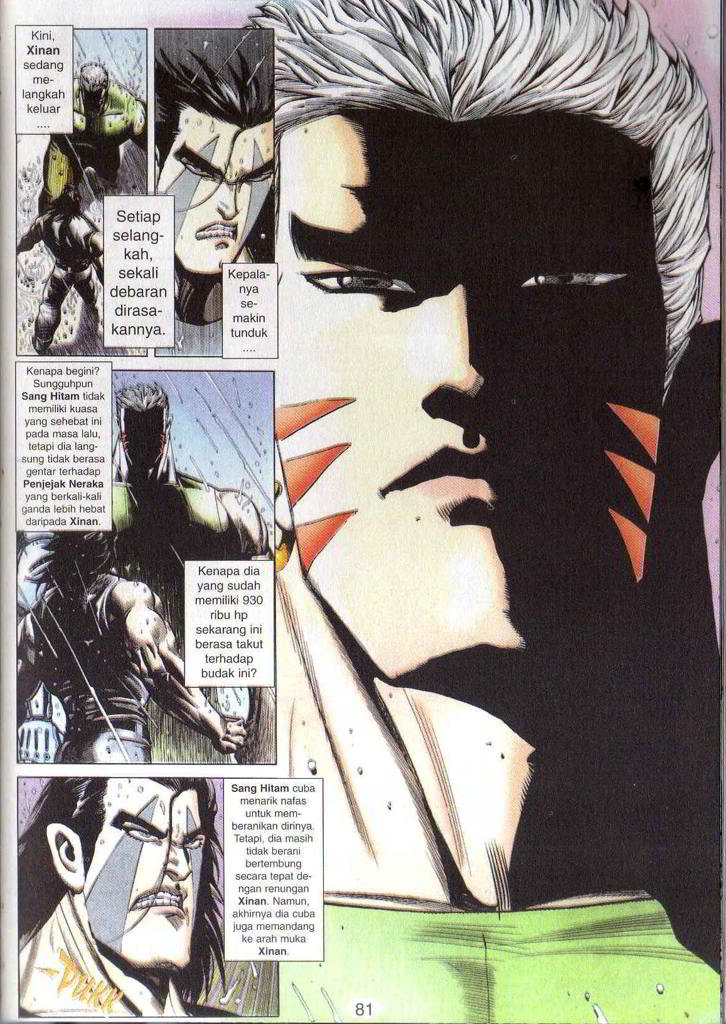 Kini,
Xinan
sedang
me-
langkah
keluar
....
Setiap
selang-
kah,
sekali
debaran
dirasa-
kannya.
Kepala-
nya
se-
makin
tunduk
....
Kenapa begini?
Sungguhpun
Sang Hitam tidak
memiliki kuasa
yang sehebat ini
pada masa lalu,
tetapi dia lang-
sung tidak berasa
gentar terhadap
Penjejak Neraka
yang berkali-kali
ganda lebih hebat
daripada Xinan.
Kenapa dia
yang sudah
memiliki 930
ribu hp
sekarang ini
berasa takut
terhadap
budak ini?
Sang Hitam cuba
menarik nafas
untuk mem-
beranikan dirinya.
Tetapi, dia masih
tidak berani
bertembung
secara tepat de-
ngan renungan
Xinan. Namun,
akhirnya dia cuba
juga memandang
ke arah muka
Xinan.
81